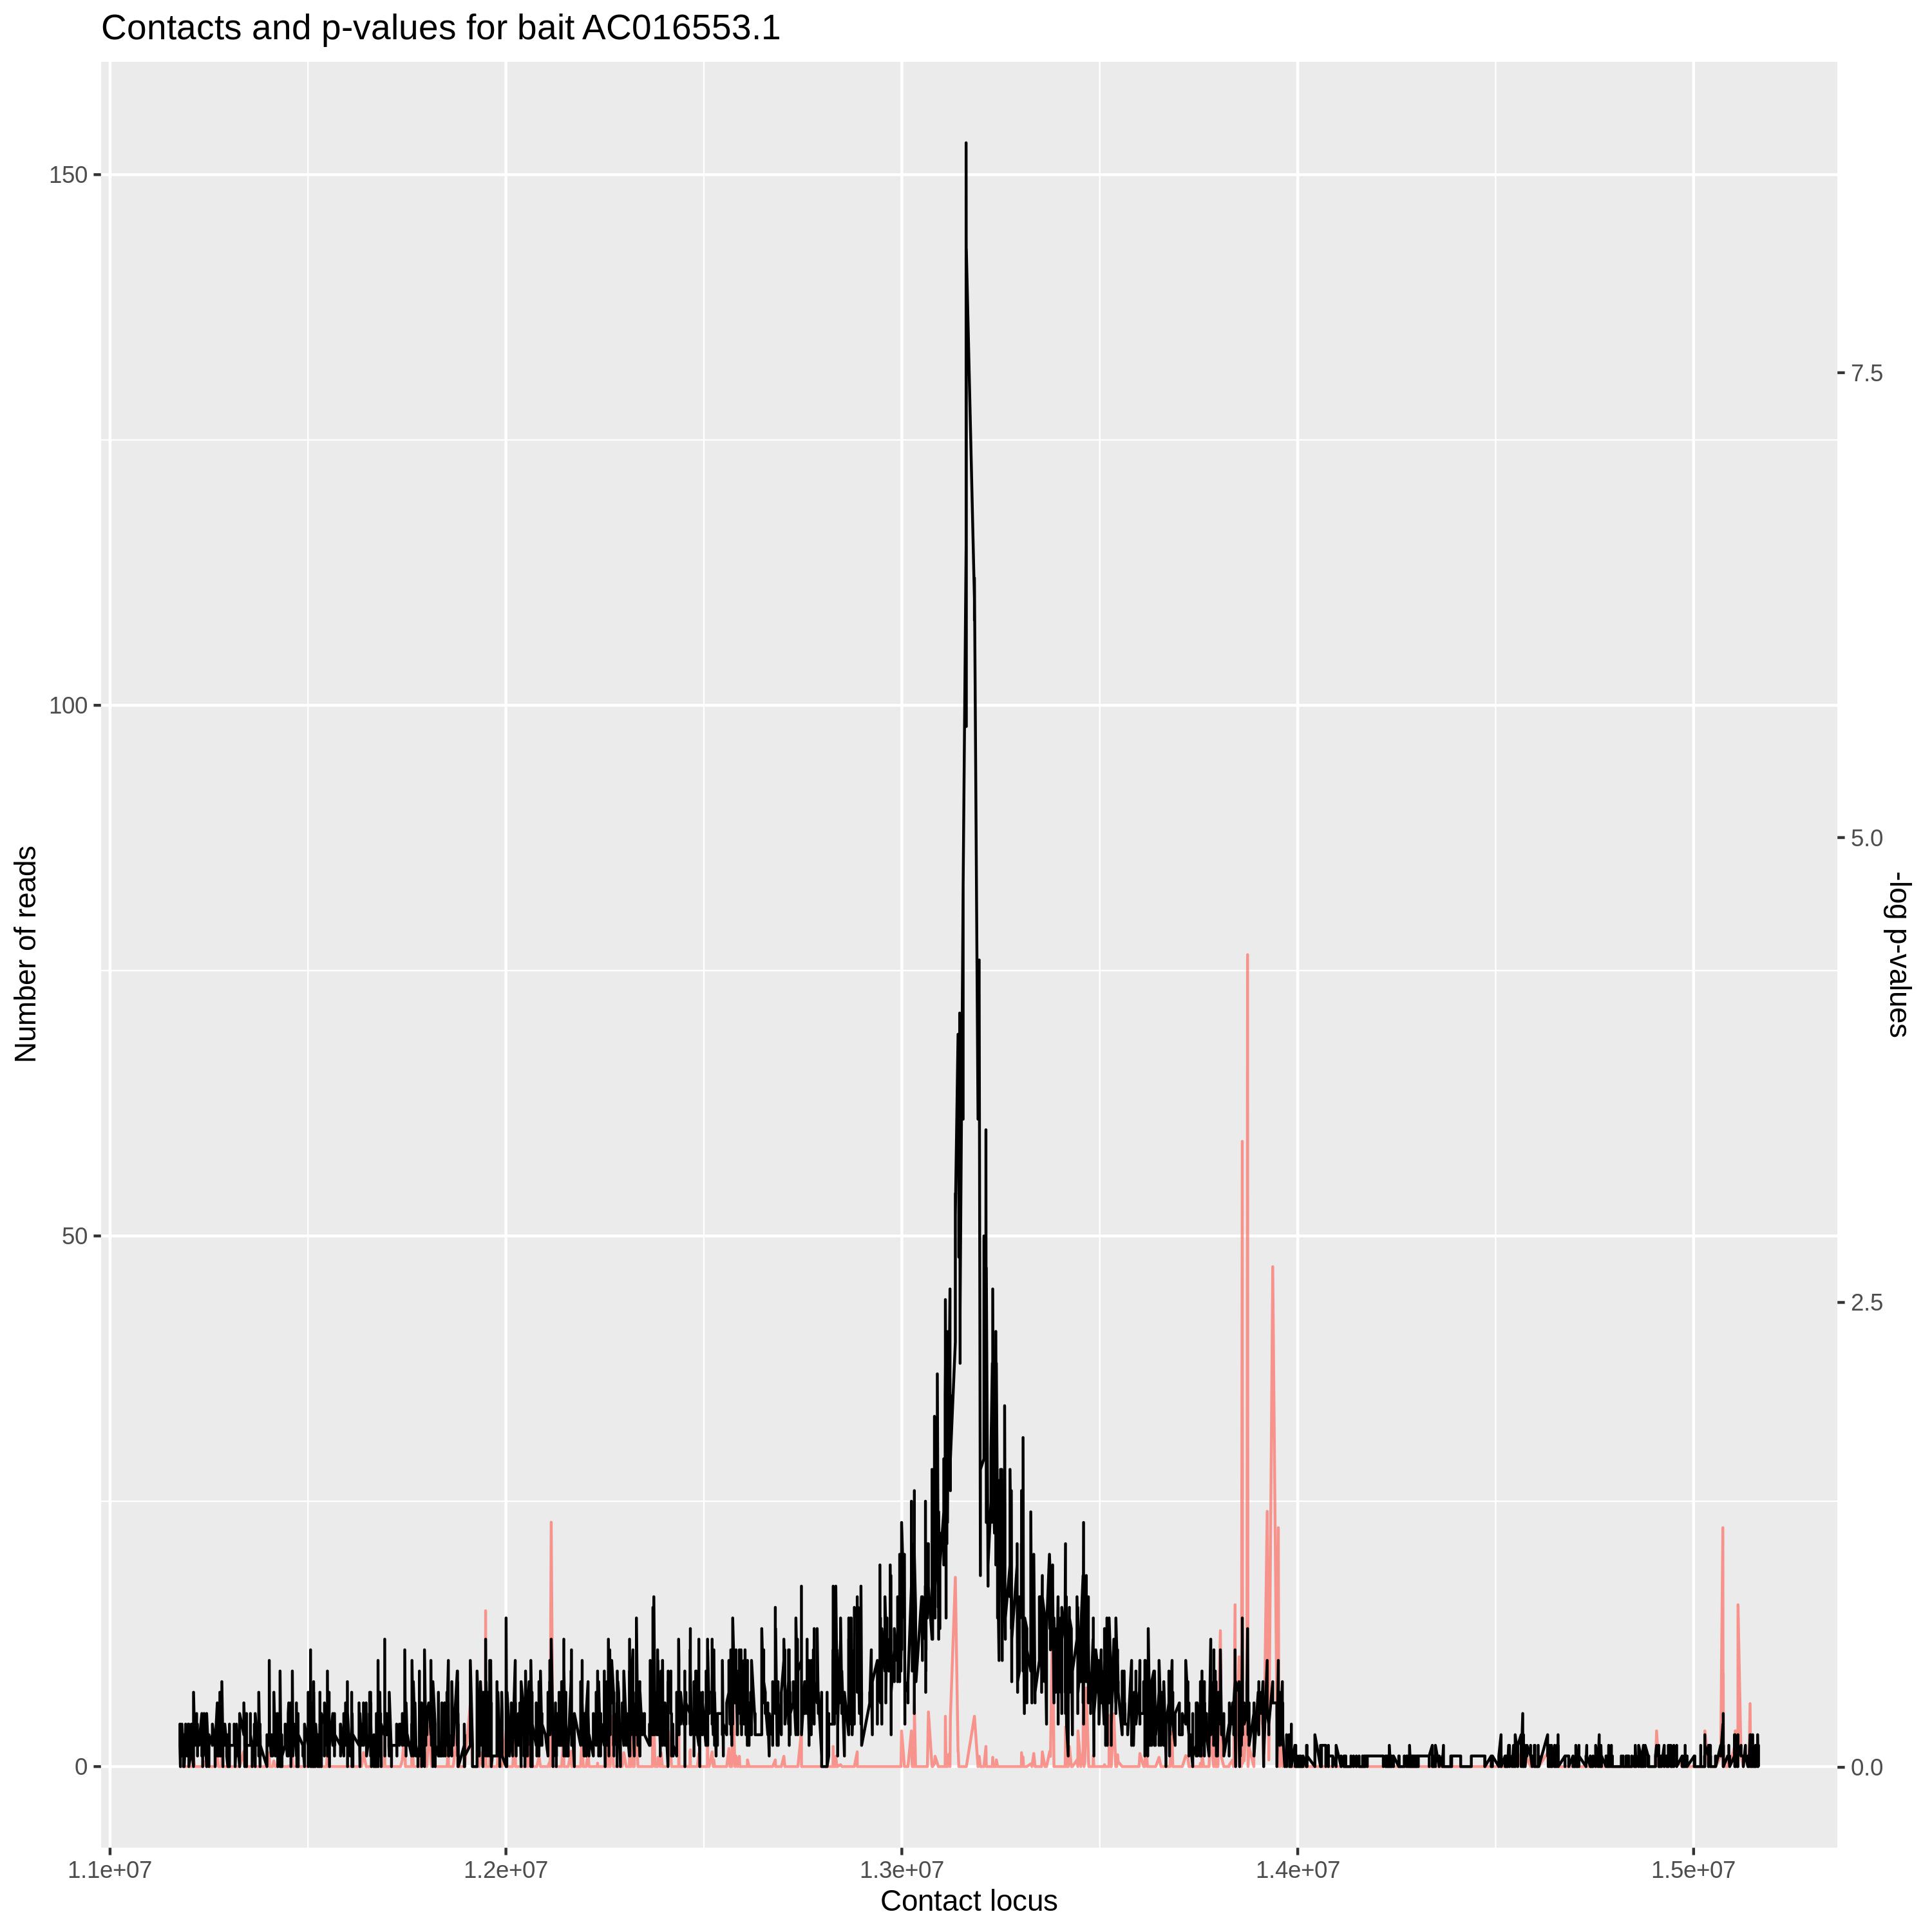 Contacts and p-values for bait AC016553.1
150
100
50
0
Number of reads
7.5
5.0
2.5
0.0
-log p-values
1.1e+07
1.2e+07
1.3e+07
1.4e+07
1.5e+07
Contact locus